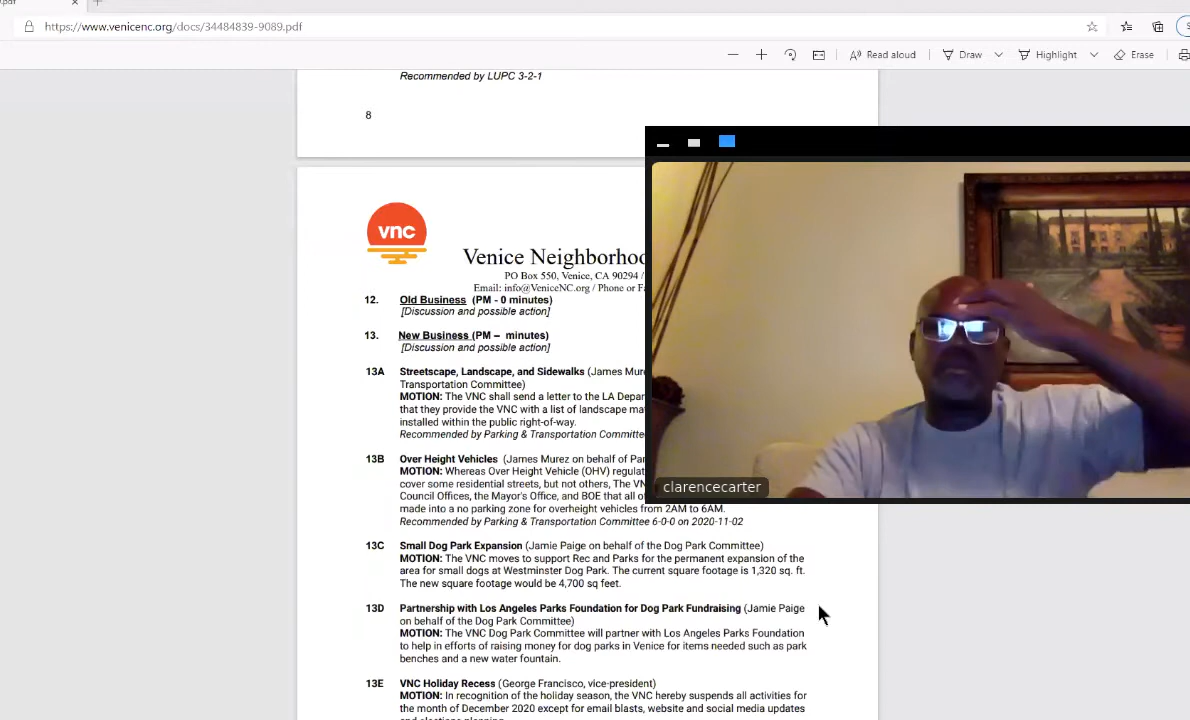 https://www.venicenc.org/docs/34484839-9089.pdf
Read aloud
Draw
Highlight
Erase
Recommended by LUPC 3-2-1
8
vnc
Venice Neighborhoo
PO Box 550, Venice, CA 90294 /
Email: info@VeniceNC.org / Phone or Fa
12. Old Business (PM - 0 minutes)
[Discussion and possible action]
13. New Business (PM – minutes)
[Discussion and possible action]
13A Streetscape, Landscape, and Sidewalks (James Mure
Transportation Committee)
MOTION: The VNC shall send a letter to the LA Depar
that they provide the VNC with a list of landscape ma
installed within the public right-of-way.
Recommended by Parking & Transportation Committe
13B Over Height Vehicles (James Murez on behalf of Par
MOTION: Whereas Over Height Vehicle (OHV) regulat
cover some residential streets, but not others, The VN
Council Offices, the Mayor's Office, and BOE that all of
made into a no parking zone for overheight vehicles from 2AM to 6AM.
Recommended by Parking & Transportation Committee 6-0-0 on 2020-11-02
clarencecarter
13C Small Dog Park Expansion (Jamie Paige on behalf of the Dog Park Committee)
MOTION: The VNC moves to support Rec and Parks for the permanent expansion of the
area for small dogs at Westminster Dog Park. The current square footage is 1,320 sq. ft.
The new square footage would be 4,700 sq feet.
13D Partnership with Los Angeles Parks Foundation for Dog Park Fundraising (Jamie Paige
on behalf of the Dog Park Committee)
MOTION: The VNC Dog Park Committee will partner with Los Angeles Parks Foundation
to help in efforts of raising money for dog parks in Venice for items needed such as park
benches and a new water fountain.
13E VNC Holiday Recess (George Francisco, vice-president)
MOTION: In recognition of the holiday season, the VNC hereby suspends all activities for
the month of December 2020 except for email blasts, website and social media updates